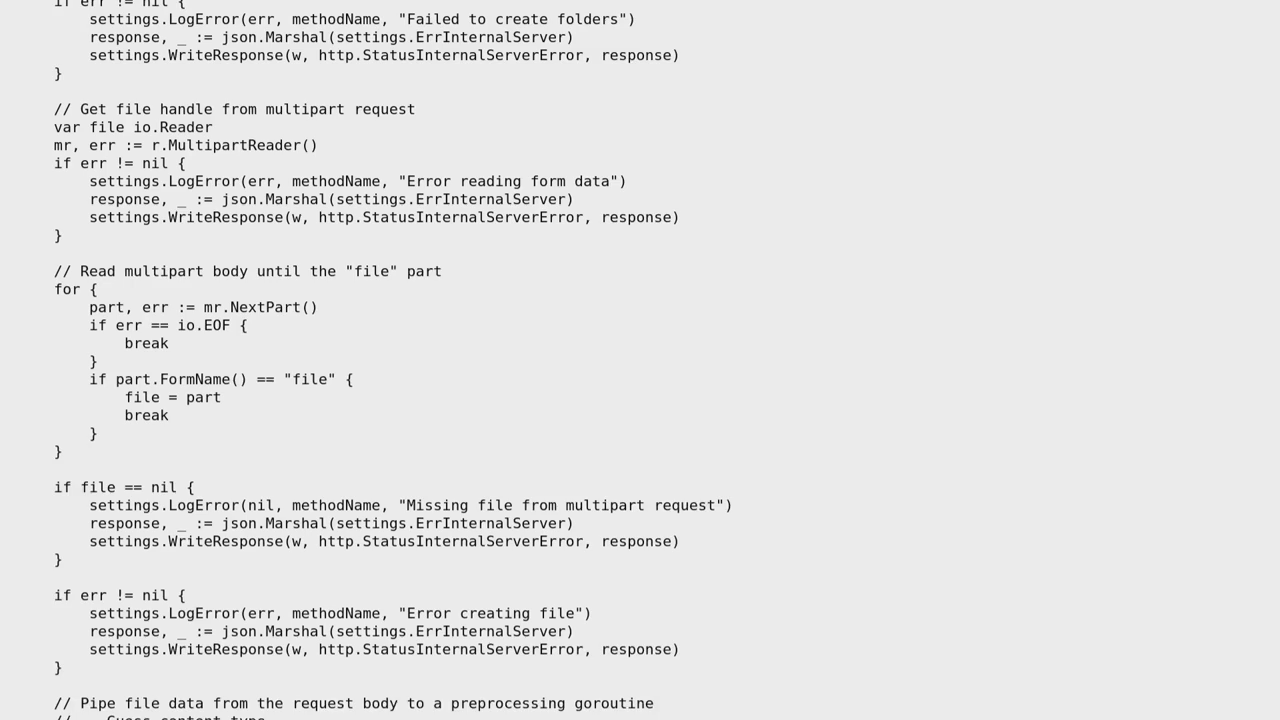 if err != nil {
    settings.LogError(err, methodName, "Failed to create folders")
    response, _ := json.Marshal(settings.ErrInternalServer)
    settings.WriteResponse(w, http.StatusInternalServerError, response)
}

// Get file handle from multipart request
var file io.Reader
mr, err := r.MultipartReader()
if err != nil {
    settings.LogError(err, methodName, "Error reading form data")
    response, _ := json.Marshal(settings.ErrInternalServer)
    settings.WriteResponse(w, http.StatusInternalServerError, response)
}

// Read multipart body until the "file" part
for {
    part, err := mr.NextPart()
    if err == io.EOF {
        break
    }
    if part.FormName() == "file" {
        file = part
        break
    }
}

if file == nil {
    settings.LogError(nil, methodName, "Missing file from multipart request")
    response, _ := json.Marshal(settings.ErrInternalServer)
    settings.WriteResponse(w, http.StatusInternalServerError, response)
}

if err != nil {
    settings.LogError(err, methodName, "Error creating file")
    response, _ := json.Marshal(settings.ErrInternalServer)
    settings.WriteResponse(w, http.StatusInternalServerError, response)
}

// Pipe file data from the request body to a preprocessing goroutine
//  - Guess content type